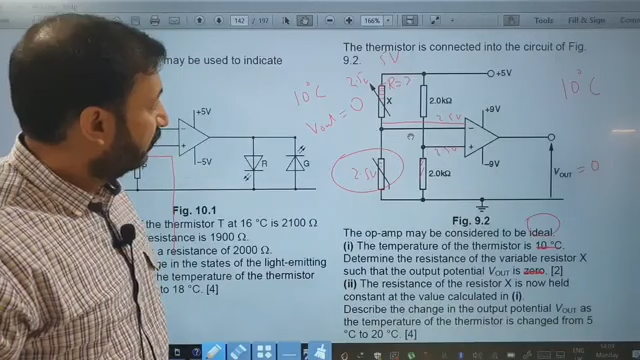 142 / 192
166%
Tools
Fill & Sign
Comment
may be used to indicate
+5V
-5V
R
G
Fig. 10.1
the thermistor T at 16 °C is 2100 Ω
resistance is 1900 Ω
a resistance of 2000 Ω
ge in the states of the light-emitting
the temperature of the thermistor
to 18 °C. [4]
The thermistor is connected into the circuit of Fig.
9.2.
5V
2.5V
R=?
10°C
Vout = 0
X
2.0kΩ
+5V
+9V
2.5V
2.5V
2.5V
2.0kΩ
-9V
VOUT = 0
10°C
Fig. 9.2
The op-amp may be considered to be ideal.
(i) The temperature of the thermistor is 10 °C.
Determine the resistance of the variable resistor X
such that the output potential VOUT is zero. [2]
(ii) The resistance of the resistor X is now held
constant at the value calculated in (i).
Describe the change in the output potential VOUT as
the temperature of the thermistor is changed from 5
°C to 20 °C. [4]